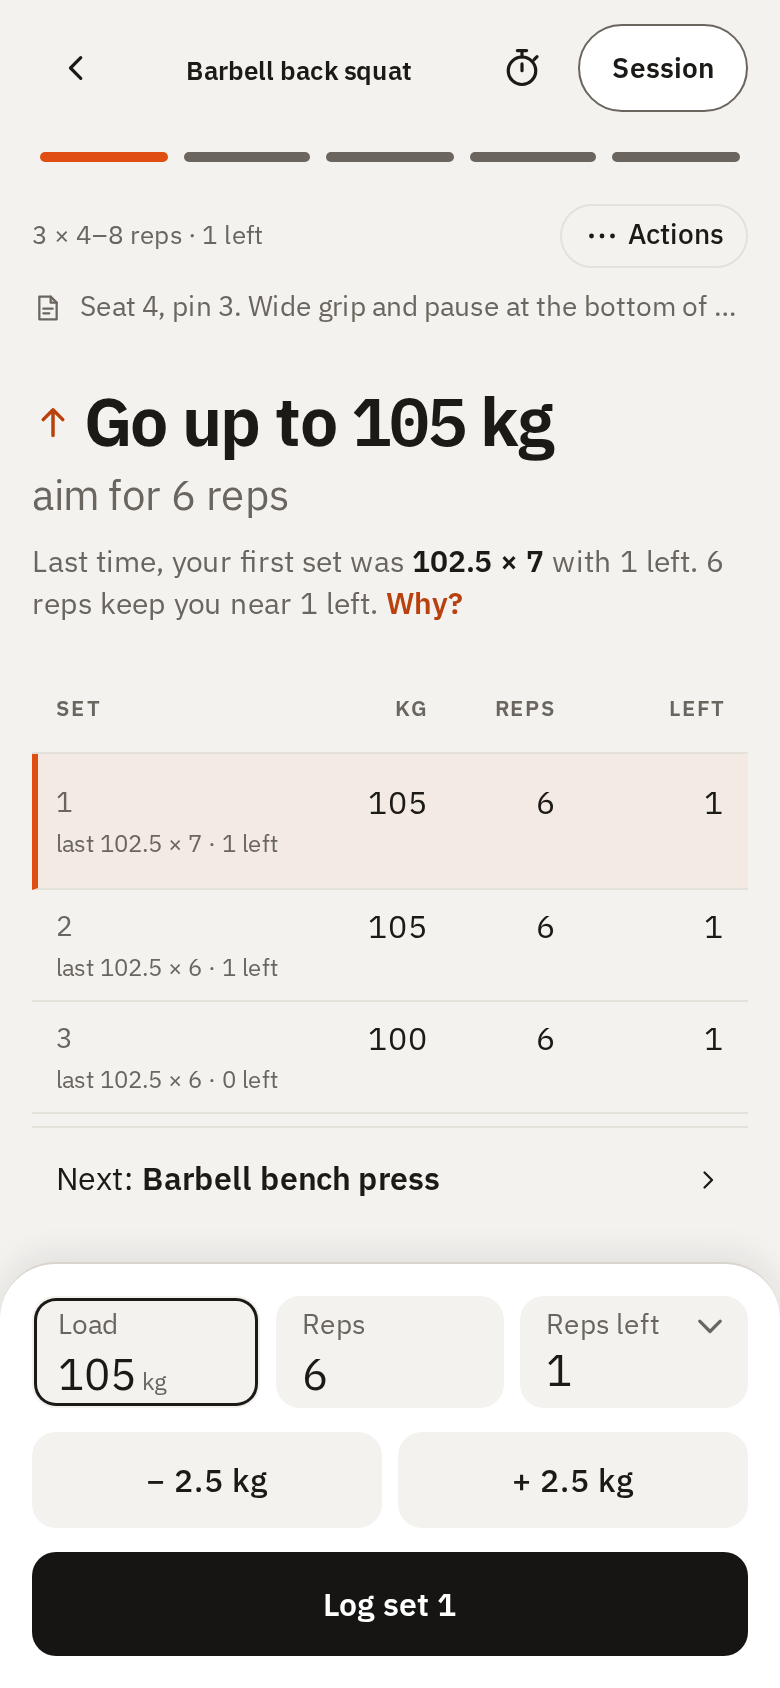 Barbell back squat
Session
3 × 4–8 reps · 1 left
··· Actions
Seat 4, pin 3. Wide grip and pause at the bottom of ...
↑ Go up to 105 kg
aim for 6 reps
Last time, your first set was 102.5 × 7 with 1 left. 6
reps keep you near 1 left. Why?
SET KG REPS LEFT
1 105 6 1
last 102.5 × 7 · 1 left
2 105 6 1
last 102.5 × 6 · 1 left
3 100 6 1
last 102.5 × 6 · 0 left
Next: Barbell bench press
Load Reps Reps left
105 kg 6 1
– 2.5 kg + 2.5 kg
Log set 1